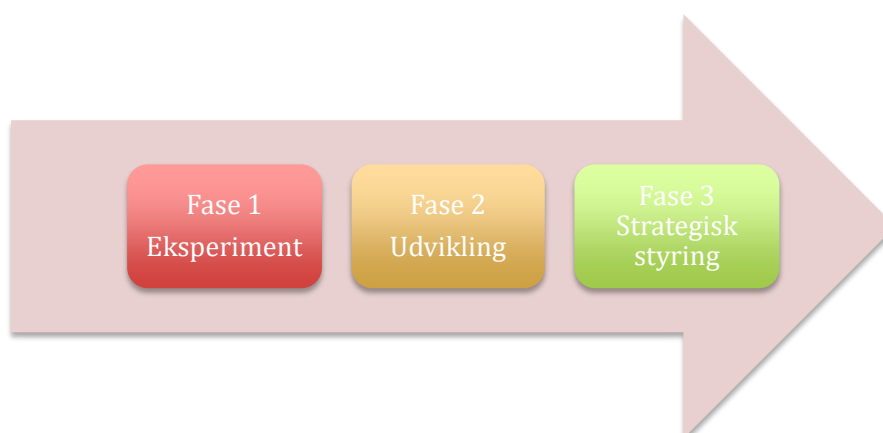 Fase 1
Eksperiment
Fase 2
Udvikling
Fase 3
Strategisk
styring